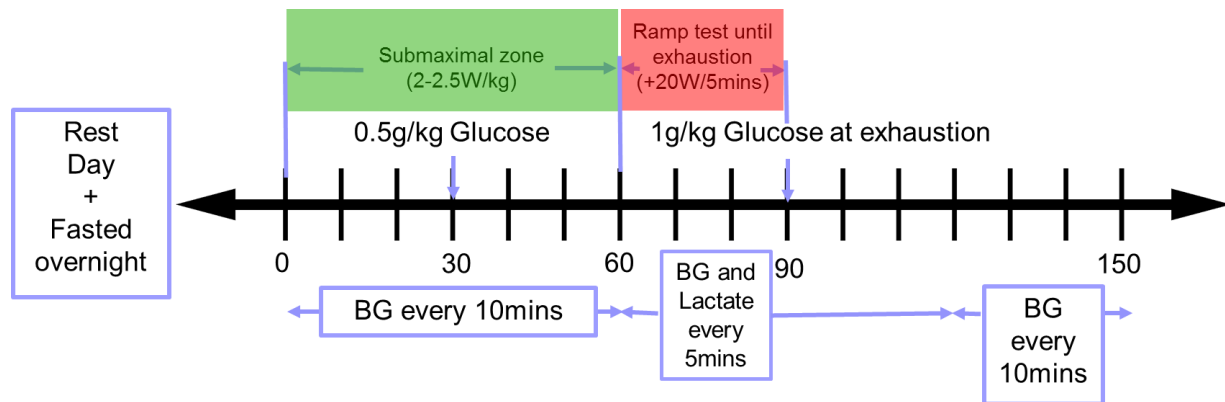 Submaximal zone
(2-2.5W/kg)
Ramp test until
exhaustion
(+20W/5mins)
Rest
Day
+
Fasted
overnight
0.5g/kg Glucose
1g/kg Glucose at exhaustion
0
30
60
90
150
BG every 10mins
BG and
Lactate
every
5mins
BG
every
10mins